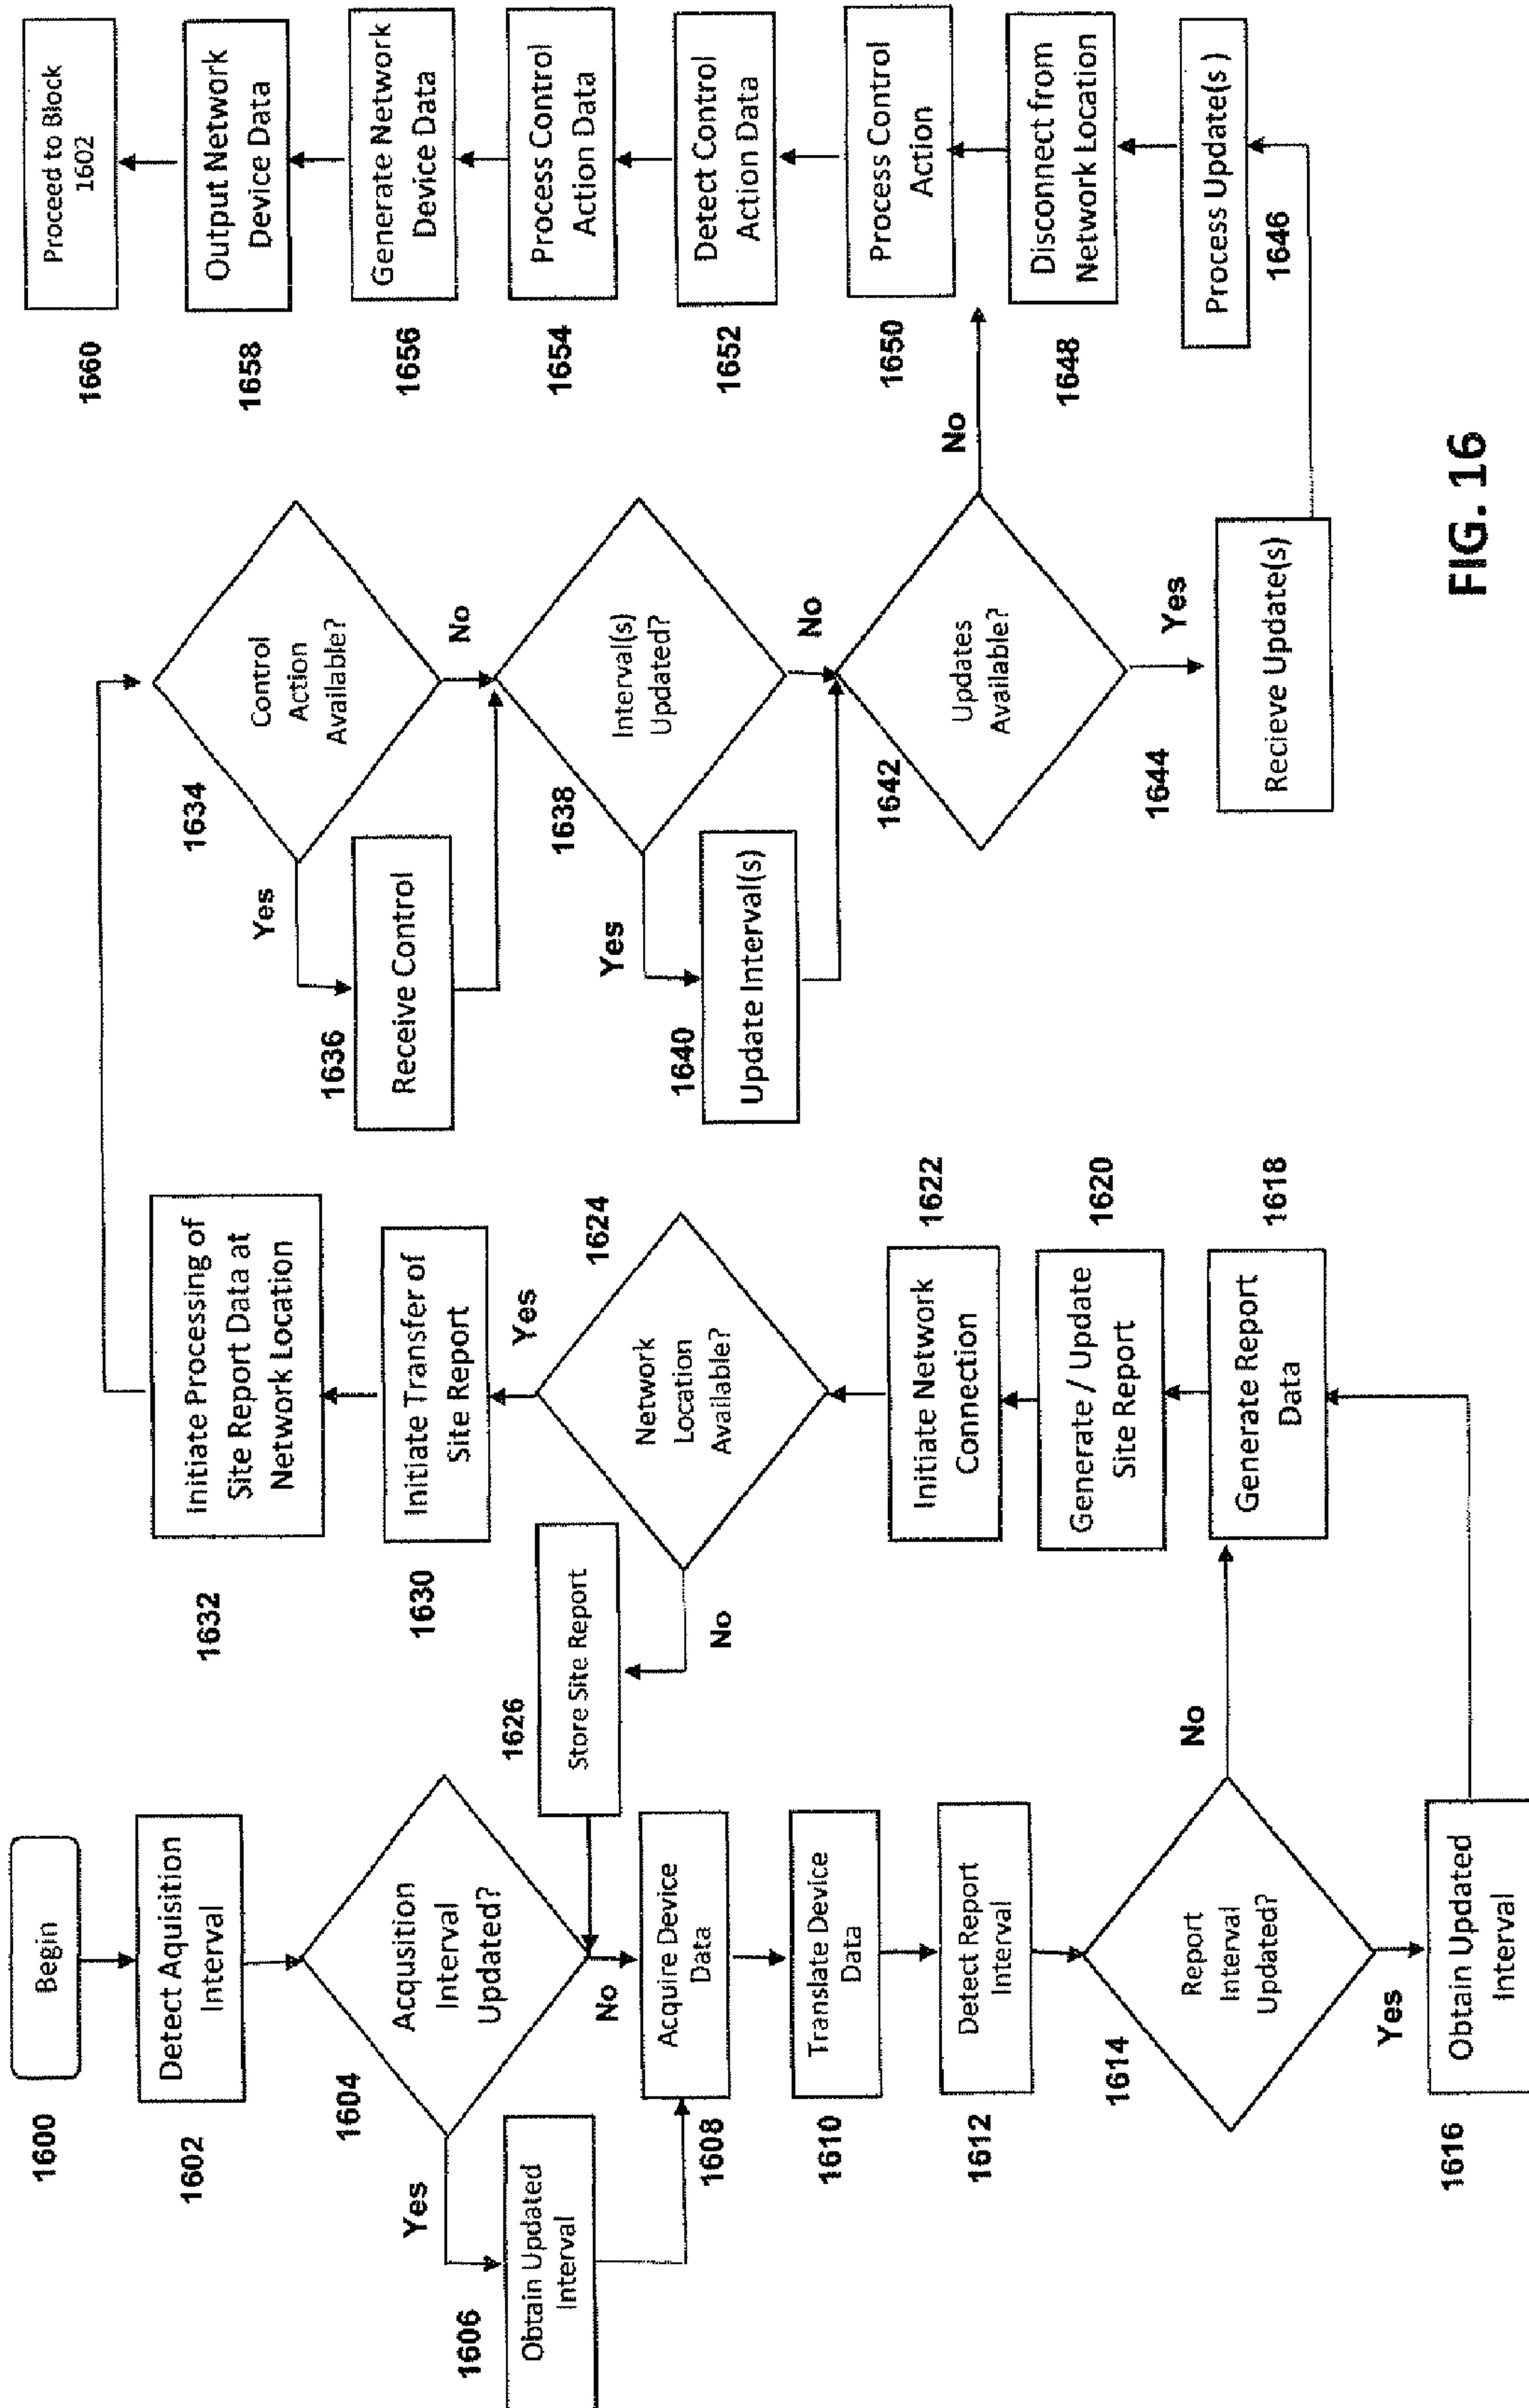 1600
Begin
1602
Detect Aquisition
Interval
1604
Acqusition
Interval
Updated?
Yes
No
1606
Obtain Updated
Interval
1608
Acquire Device
Data
1610
Translate Device
Data
1612
Detect Report
Interval
1614
Report
Interval
Updated?
No
Yes
1616
Obtain Updated
Interval
1618
Generate Report
Data
1620
Generate / Update
Site Report
1622
Initiate Network
Connection
1624
Network
Location
Available?
No
Yes
1626
Store Site Report
1630
Initiate Transfer of
Site Report
1632
Initiate Processing of
Site Report Data at
Network Location
1634
Control
Action
Available?
Yes
No
1636
Receive Control
1638
Interval(s)
Updated?
Yes
No
1640
Update Interval(s)
1642
Updates
Available?
No
Yes
1644
Recieve Update(s)
1646
Process Update(s )
1648
Disconnect from
Network Location
1650
Process Control
Action
1652
Detect Control
Action Data
1654
Process Control
Action Data
1656
Generate Network
Device Data
1658
Output Network
Device Data
1660
Proceed to Block
1602
FIG. 16